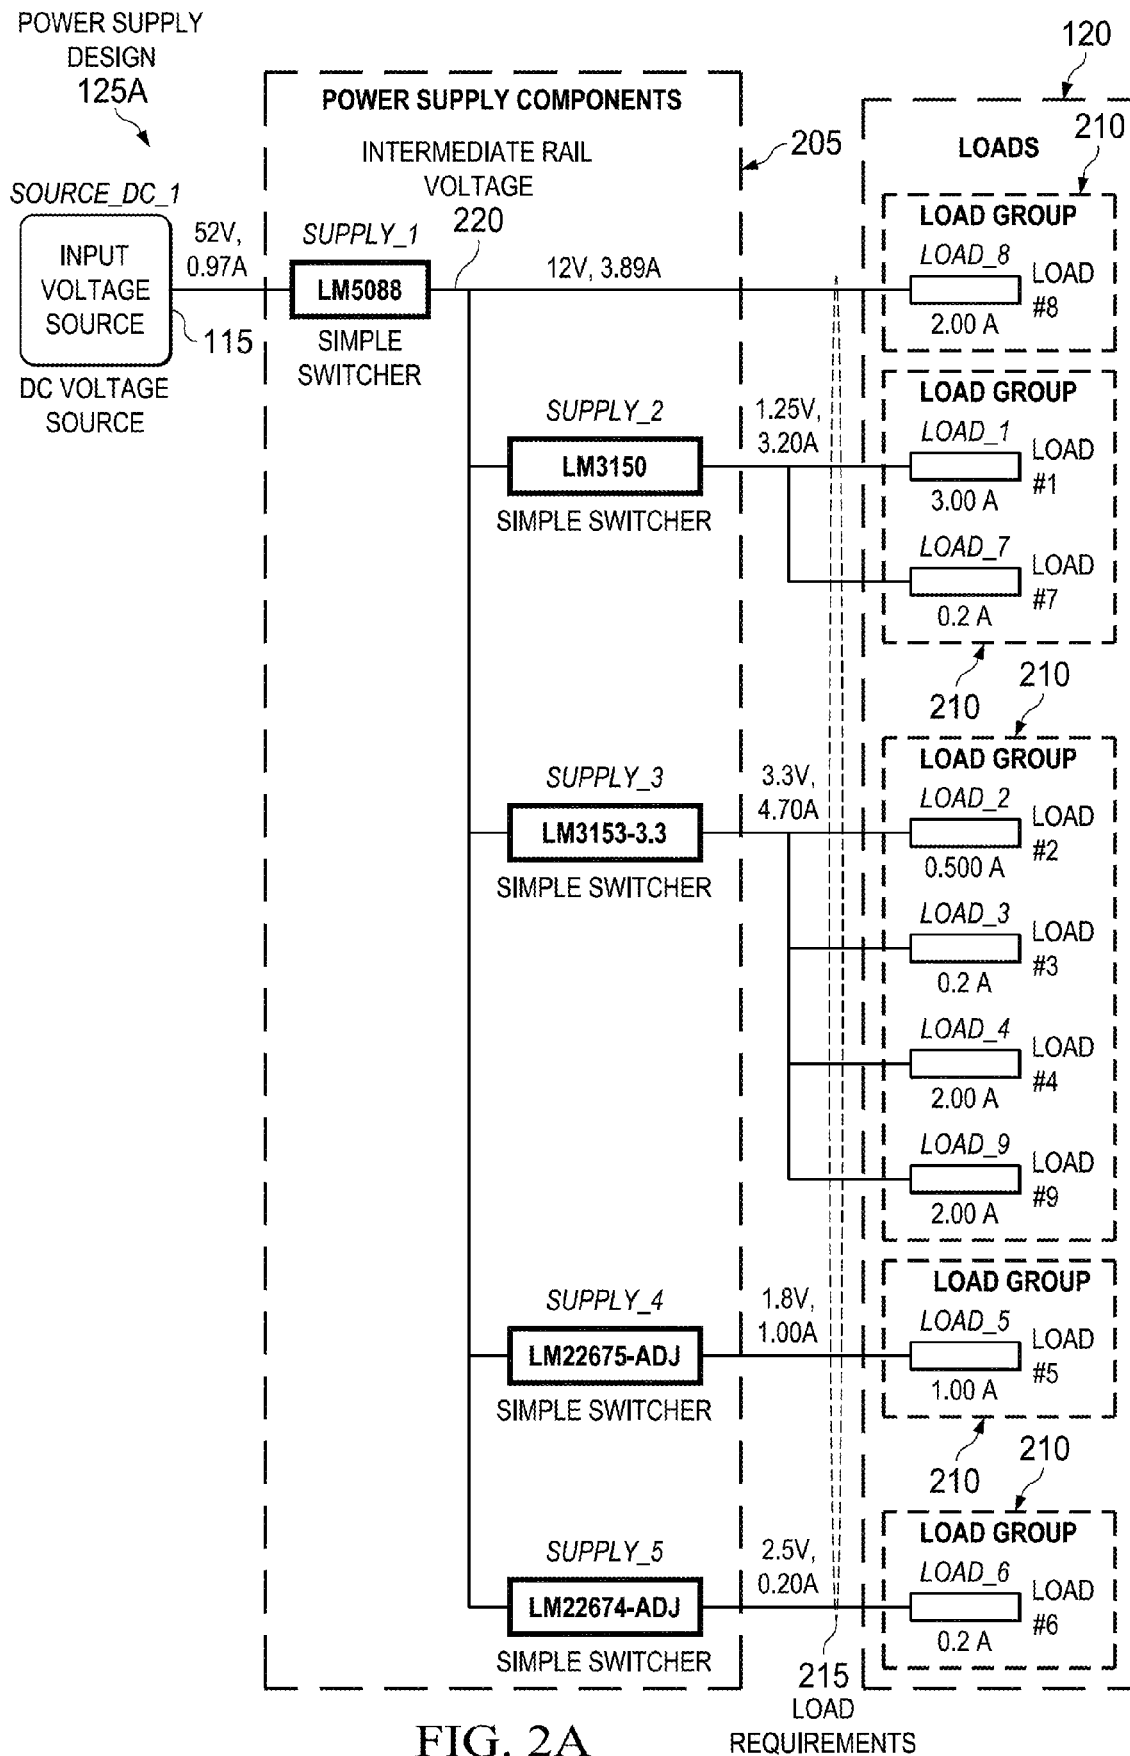 POWER SUPPLY
DESIGN
125A
120
POWER SUPPLY COMPONENTS
205
210
LOADS
INTERMEDIATE RAIL
VOLTAGE
220
SOURCE_DC_1
INPUT
VOLTAGE
SOURCE
115
DC VOLTAGE
SOURCE
52V,
0.97A
SUPPLY_1
LM5088
SIMPLE
SWITCHER
12V, 3.89A
LOAD GROUP
LOAD_8
LOAD
#8
2.00 A
SUPPLY_2
LM3150
SIMPLE SWITCHER
1.25V,
3.20A
LOAD GROUP
LOAD_1
LOAD
#1
3.00 A
LOAD_7
LOAD
#7
0.2 A
210
210
SUPPLY_3
LM3153-3.3
SIMPLE SWITCHER
3.3V,
4.70A
LOAD GROUP
LOAD_2
LOAD
#2
0.500 A
LOAD_3
LOAD
#3
0.2 A
LOAD_4
LOAD
#4
2.00 A
LOAD_9
LOAD
#9
2.00 A
SUPPLY_4
LM22675-ADJ
SIMPLE SWITCHER
1.8V,
1.00A
LOAD GROUP
LOAD_5
LOAD
#5
1.00 A
210
210
SUPPLY_5
LM22674-ADJ
SIMPLE SWITCHER
2.5V,
0.20A
LOAD GROUP
LOAD_6
LOAD
#6
0.2 A
215
LOAD
REQUIREMENTS
FIG. 2A